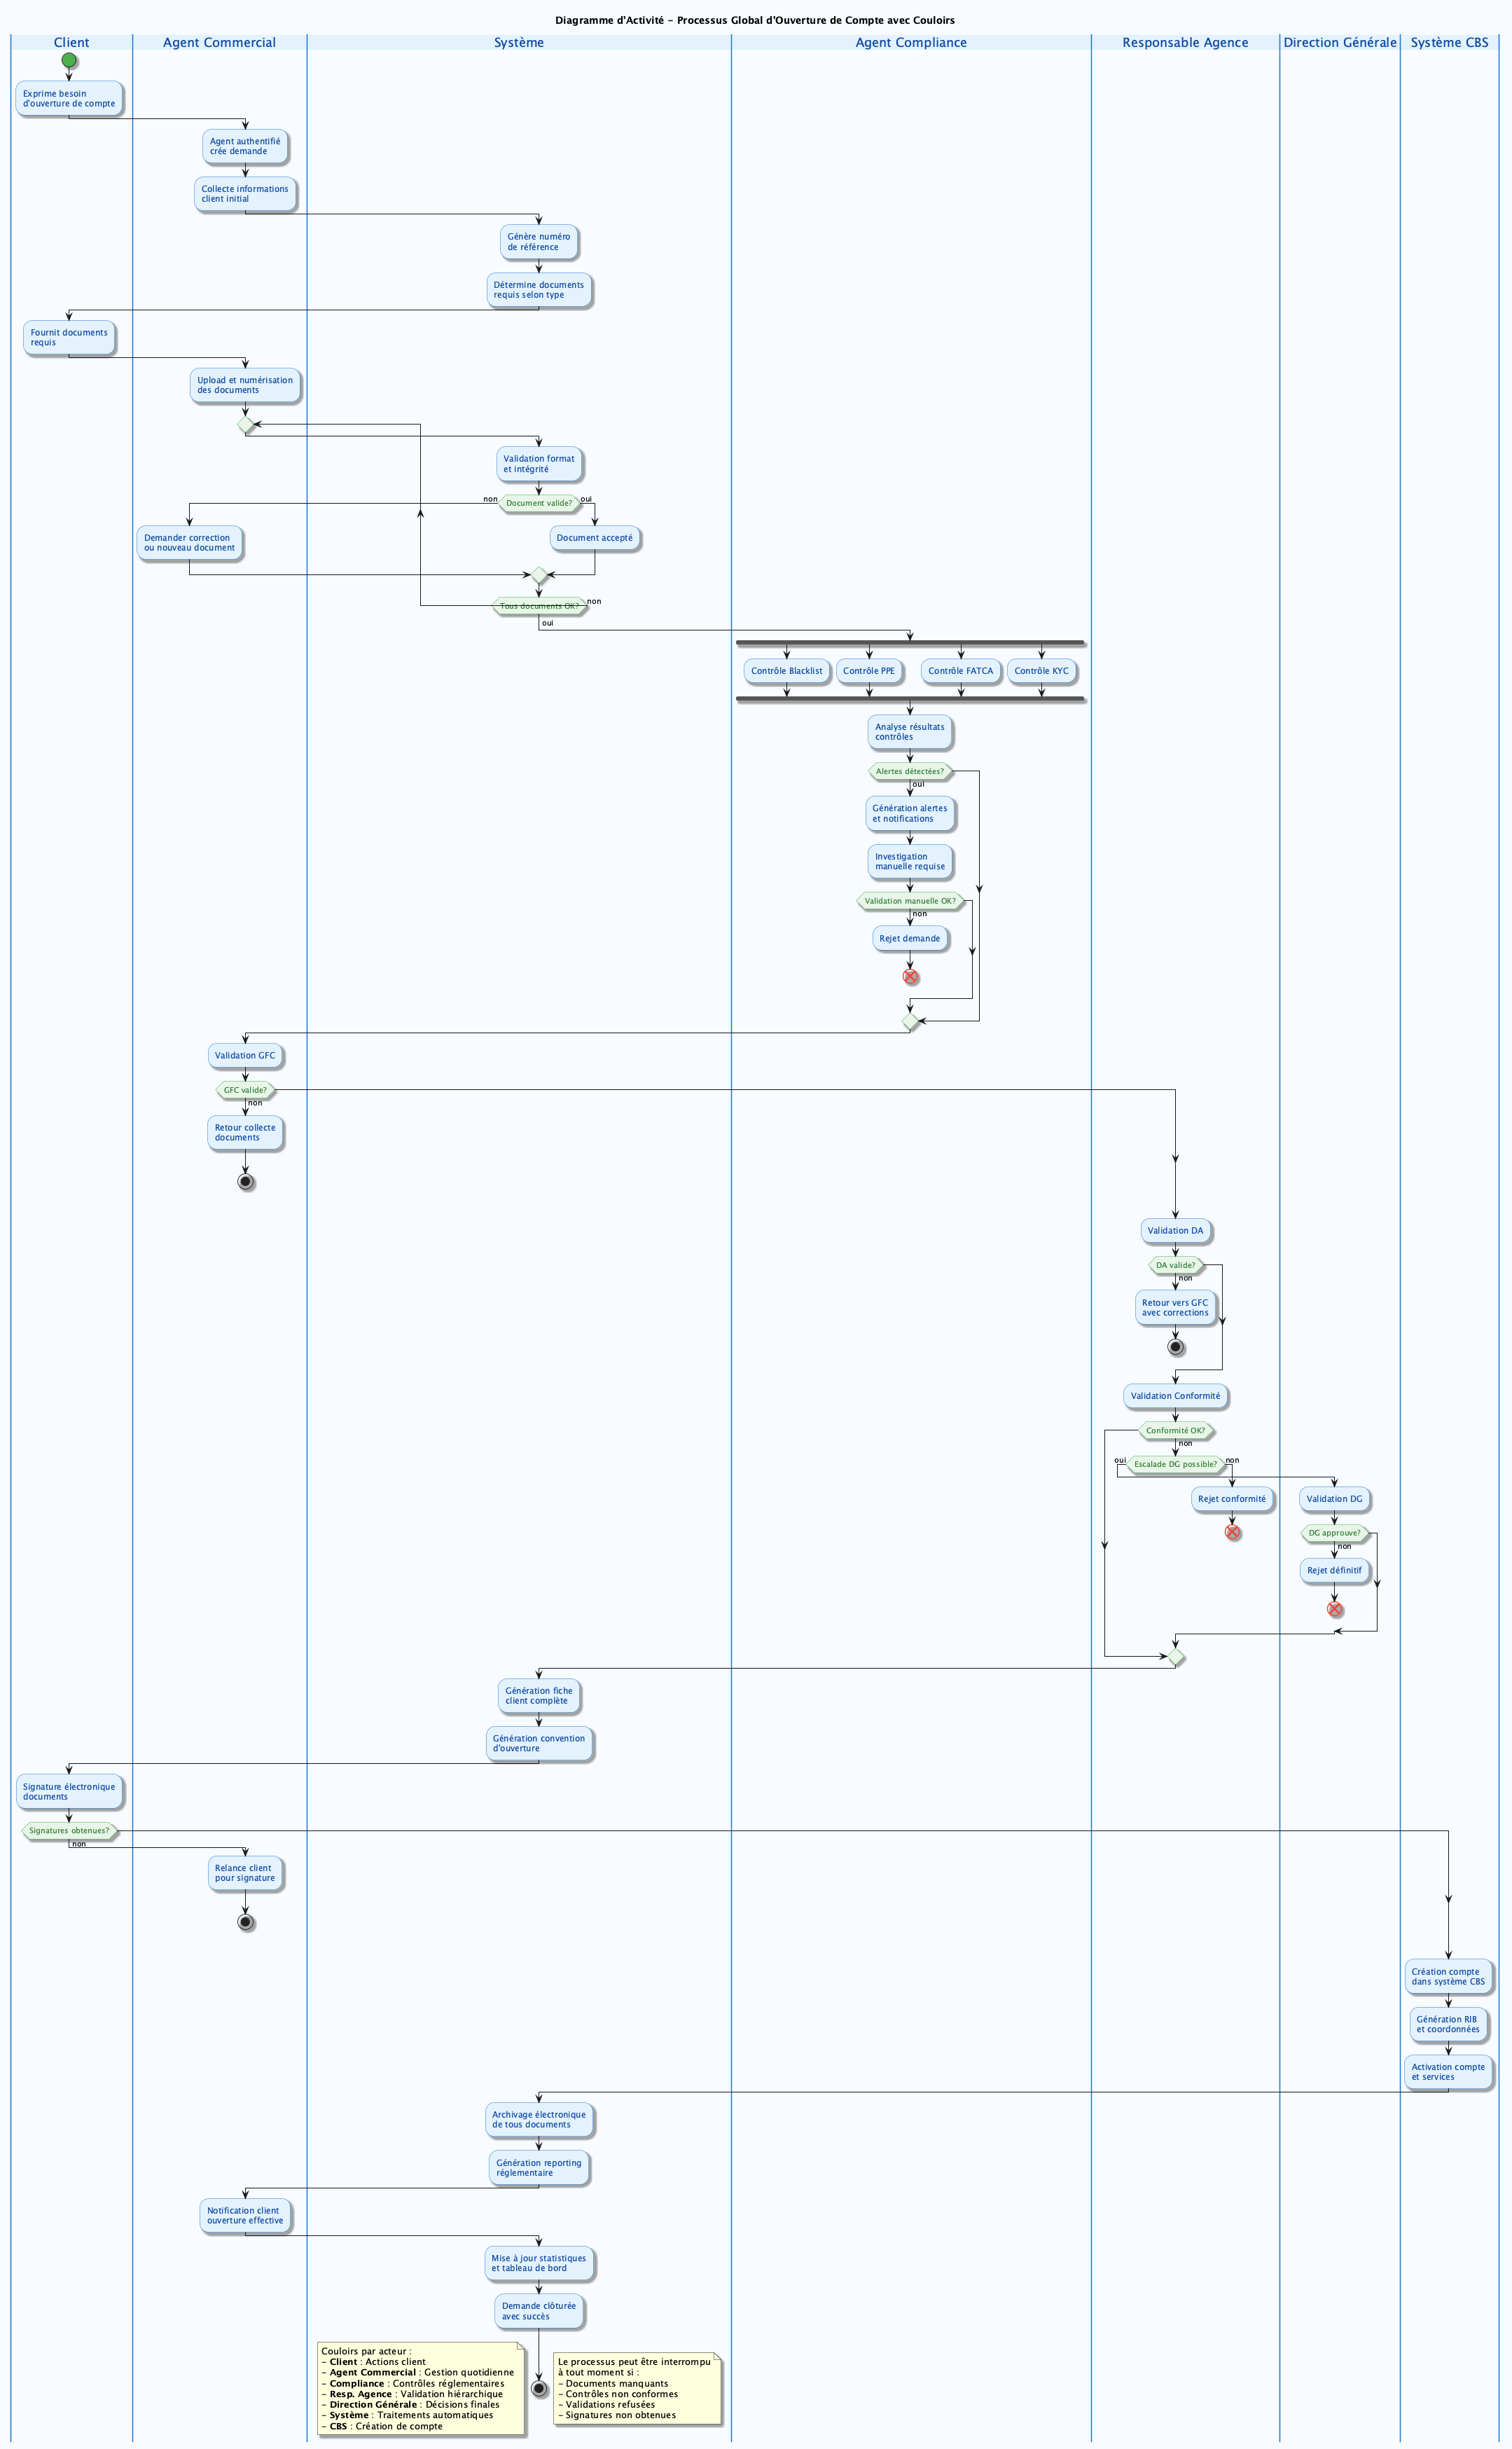 Diagramme d'Activité - Processus Global d'Ouverture de Compte avec Couloirs
Client
Agent Commercial
Système
Agent Compliance
Responsable Agence
Direction Générale
Système CBS
Exprime besoin
d'ouverture de compte
Agent authentifié
crée demande
Collecte informations
client initial
Génère numéro
de référence
Détermine documents
requis selon type
Fournit documents
requis
Upload et numérisation
des documents
Validation format
et intégrité
non
Document valide?
oui
Demander correction
ou nouveau document
Document accepté
Tous documents OK?
non
oui
Contrôle Blacklist
Contrôle PPE
Contrôle FATCA
Contrôle KYC
Analyse résultats
contrôles
Alertes détectées?
oui
Génération alertes
et notifications
Investigation
manuelle requise
Validation manuelle OK?
non
Rejet demande
Validation GFC
GFC valide?
non
Retour collecte
documents
Validation DA
DA valide?
non
Retour vers GFC
avec corrections
Validation Conformité
Conformité OK?
non
oui
Escalade DG possible?
non
Rejet conformité
Validation DG
DG approuve?
non
Rejet définitif
Génération fiche
client complète
Génération convention
d'ouverture
Signature électronique
documents
Signatures obtenues?
non
Relance client
pour signature
Création compte
dans système CBS
Génération RIB
et coordonnées
Activation compte
et services
Archivage électronique
de tous documents
Génération reporting
réglementaire
Notification client
ouverture effective
Mise à jour statistiques
et tableau de bord
Demande clôturée
avec succès
Couloirs par acteur :
- Client : Actions client
- Agent Commercial : Gestion quotidienne
- Compliance : Contrôles réglementaires
- Resp. Agence : Validation hiérarchique
- Direction Générale : Décisions finales
- Système : Traitements automatiques
- CBS : Création de compte
Le processus peut être interrompu
à tout moment si :
- Documents manquants
- Contrôles non conformes
- Validations refusées
- Signatures non obtenues